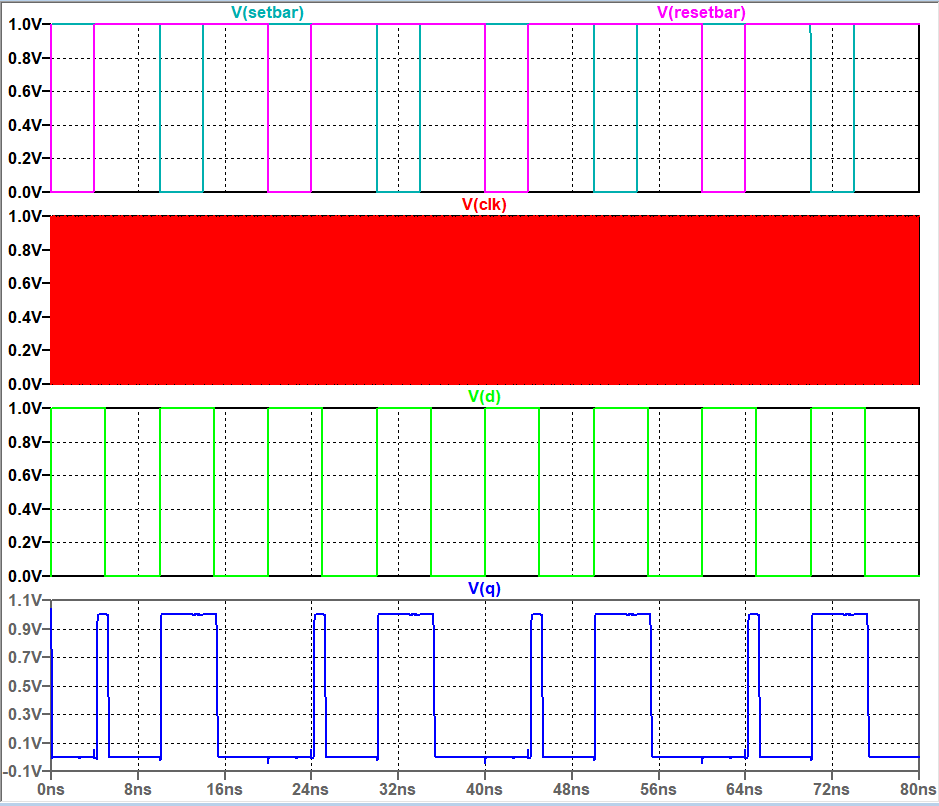 V(setbar) V(resetbar)
1.0V
0.8V
0.6V
0.4V
0.2V
0.0V
V(clk)
1.0V
0.8V
0.6V
0.4V
0.2V
0.0V
V(d)
1.0V
0.8V
0.6V
0.4V
0.2V
0.0V
V(q)
1.1V
0.9V
0.7V
0.5V
0.3V
0.1V
-0.1V
0ns 8ns 16ns 24ns 32ns 40ns 48ns 56ns 64ns 72ns 80ns